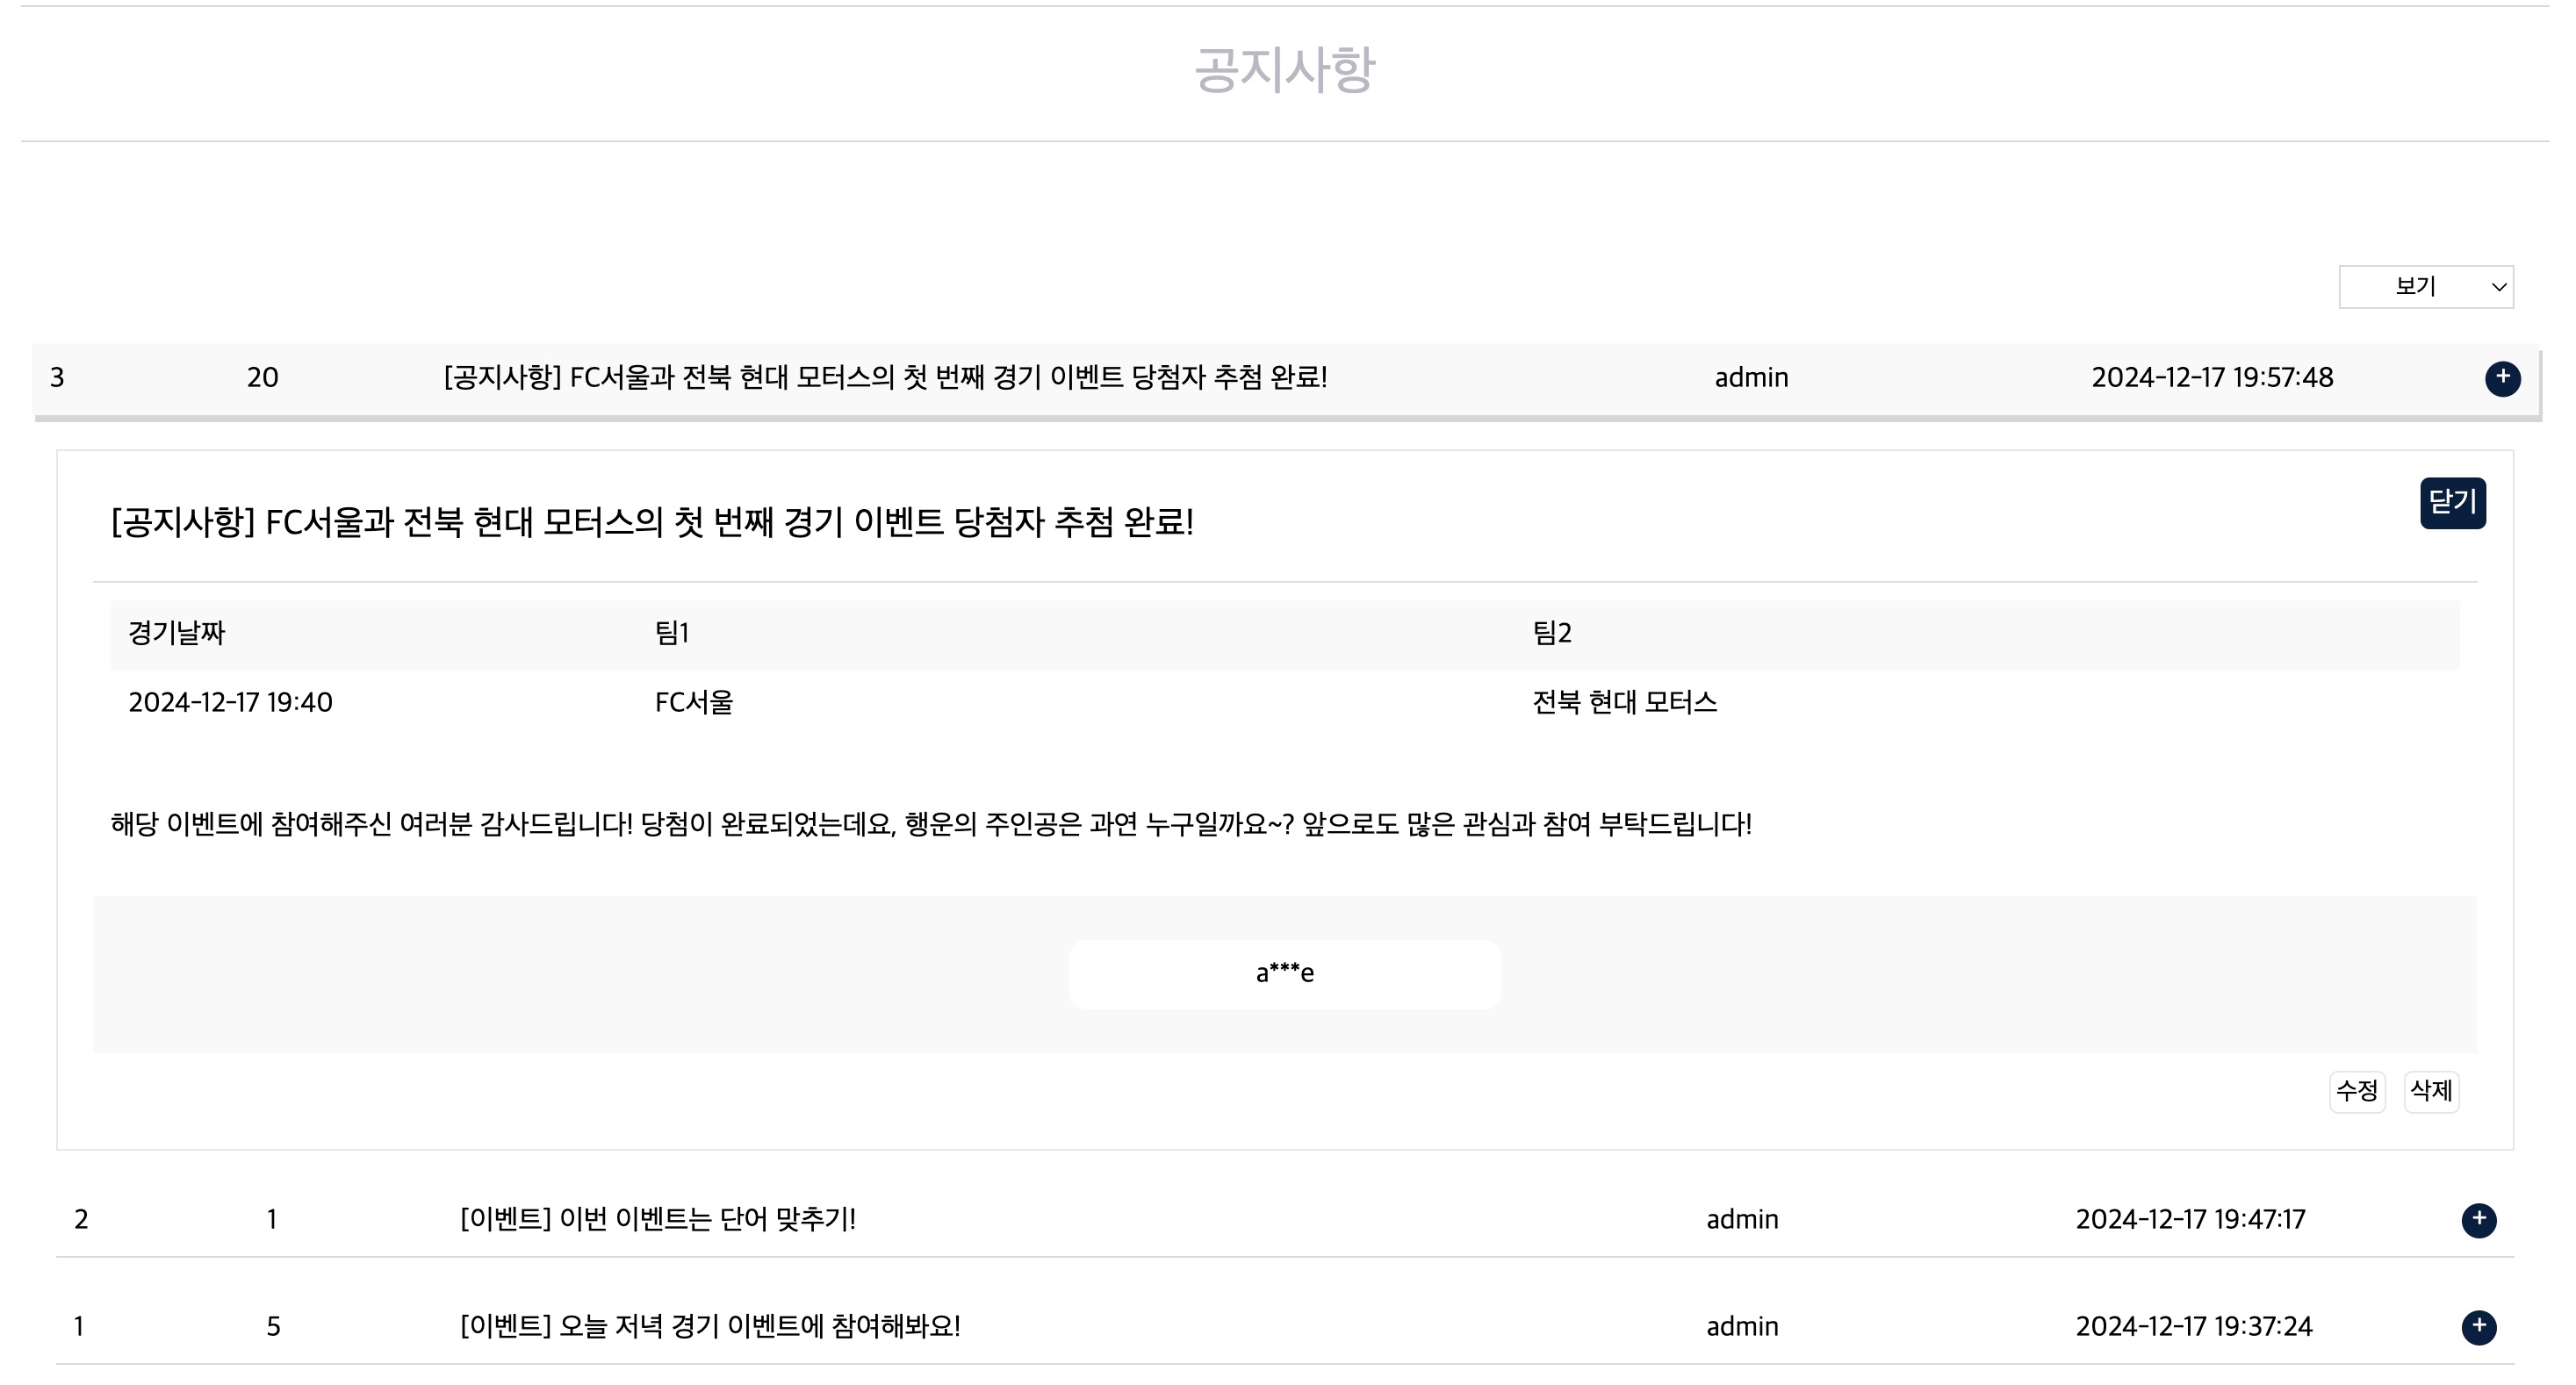 공지사항
보기
3 20 [공지사항] FC서울과 전북 현대 모터스의 첫 번째 경기 이벤트 당첨자 추첨 완료! admin 2024-12-17 19:57:48 +
[공지사항] FC서울과 전북 현대 모터스의 첫 번째 경기 이벤트 당첨자 추첨 완료! 닫기
경기날짜 팀1 팀2
2024-12-17 19:40 FC서울 전북 현대 모터스
해당 이벤트에 참여해주신 여러분 감사드립니다! 당첨이 완료되었는데요, 행운의 주인공은 과연 누구일까요~? 앞으로도 많은 관심과 참여 부탁드립니다!
a***e
수정 삭제
2 1 [이벤트] 이번 이벤트는 단어 맞추기! admin 2024-12-17 19:47:17 +
1 5 [이벤트] 오늘 저녁 경기 이벤트에 참여해봐요! admin 2024-12-17 19:37:24 +